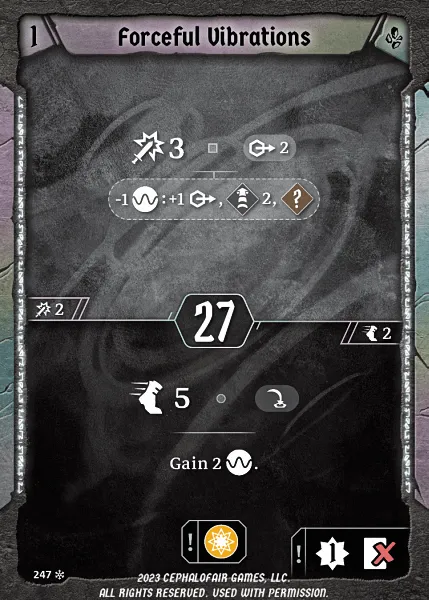 1 Forceful Vibrations
3 2
-1 : +1 , 2, ?
2 27 2
5
Gain 2 .
! ! 1
247 2023 CEPHALOFAIR GAMES, LLC.
ALL RIGHTS RESERVED. USED WITH PERMISSION.